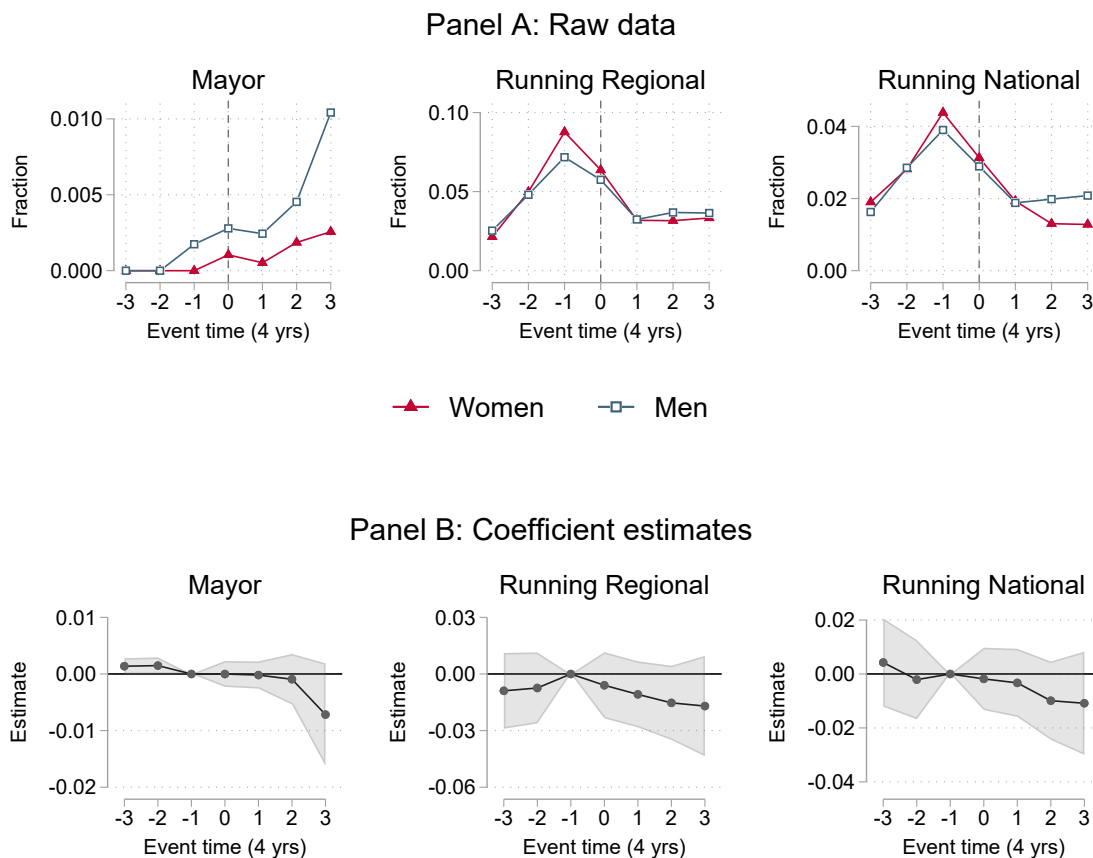 Panel A: Raw data
Mayor
Running Regional
Running National
Fraction
0.010
0.005
0.000
-3 -2 -1 0 1 2 3
Event time (4 yrs)
Fraction
0.10
0.05
0.00
-3 -2 -1 0 1 2 3
Event time (4 yrs)
Fraction
0.04
0.02
0.00
-3 -2 -1 0 1 2 3
Event time (4 yrs)
Women
Men
Panel B: Coefficient estimates
Mayor
Running Regional
Running National
Estimate
0.01
0.00
-0.01
-0.02
-3 -2 -1 0 1 2 3
Event time (4 yrs)
Estimate
0.03
0.00
-0.03
-0.06
-3 -2 -1 0 1 2 3
Event time (4 yrs)
Estimate
0.02
0.00
-0.02
-0.04
-3 -2 -1 0 1 2 3
Event time (4 yrs)